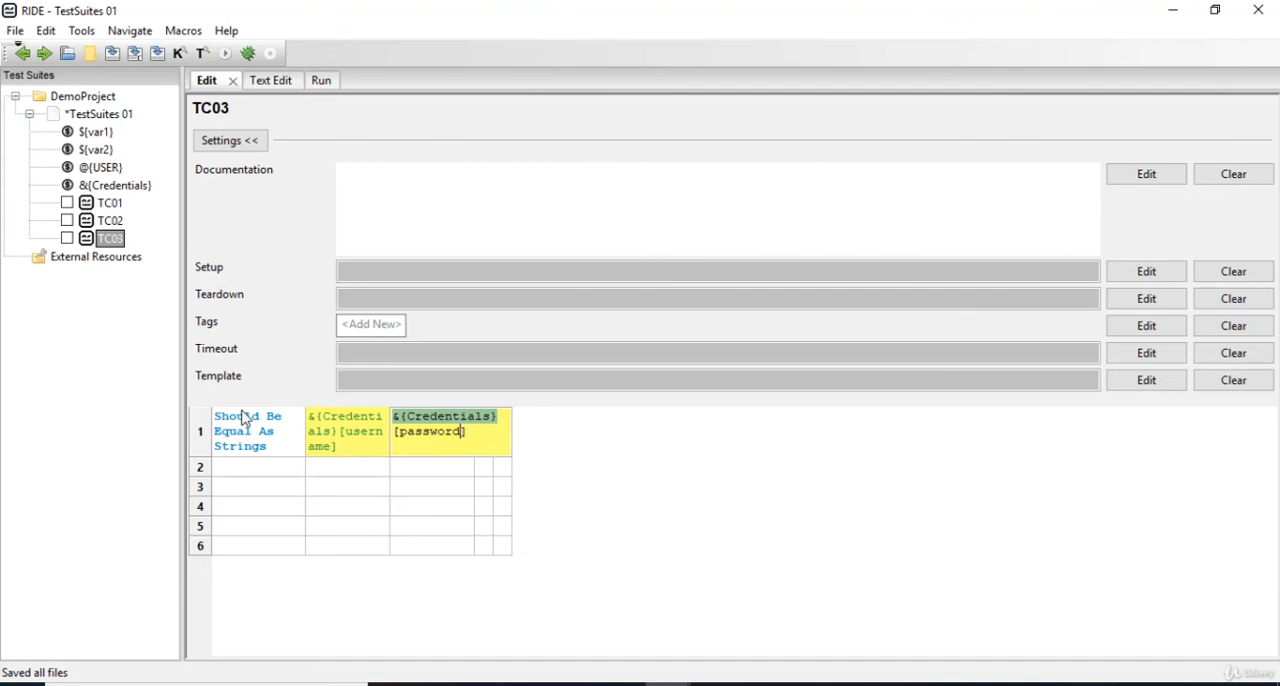 RIDE - TestSuites 01
File Edit Tools Navigate Macros Help
K T
Test Suites
DemoProject
*TestSuites 01
${var1}
${var2}
@{USER}
&{Credentials}
TC01
TC02
TC03
External Resources
Edit Text Edit Run
TC03
Settings <<
Documentation Edit Clear
Setup Edit Clear
Teardown Edit Clear
Tags <Add New> Edit Clear
Timeout Edit Clear
Template Edit Clear
1 Should Be &{Credenti &{Credentials}
Equal As als}[usern [password]
Strings ame]
2
3
4
5
6
Saved all files
Udemy